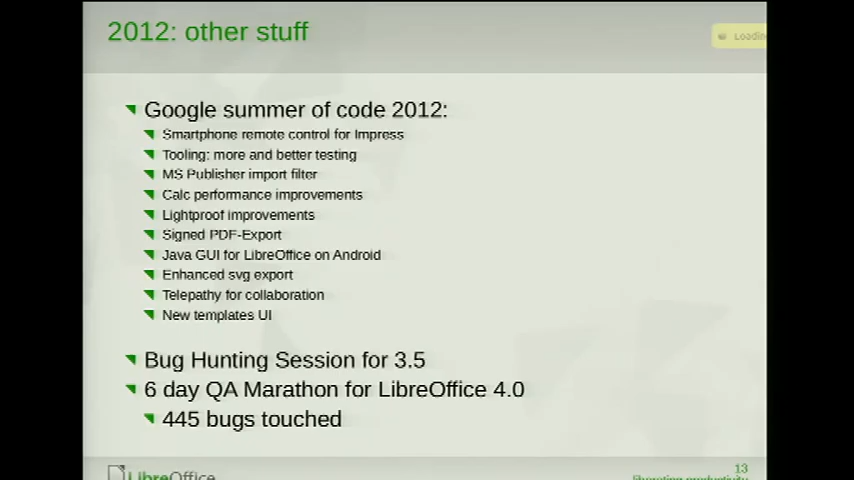 2012: other stuff
Loadin
Google summer of code 2012:
Smartphone remote control for Impress
Tooling: more and better testing
MS Publisher import filter
Calc performance improvements
Lightproof improvements
Signed PDF-Export
Java GUI for LibreOffice on Android
Enhanced svg export
Telepathy for collaboration
New templates UI
Bug Hunting Session for 3.5
6 day QA Marathon for LibreOffice 4.0
445 bugs touched
LibreOffice
13
liberating productivity